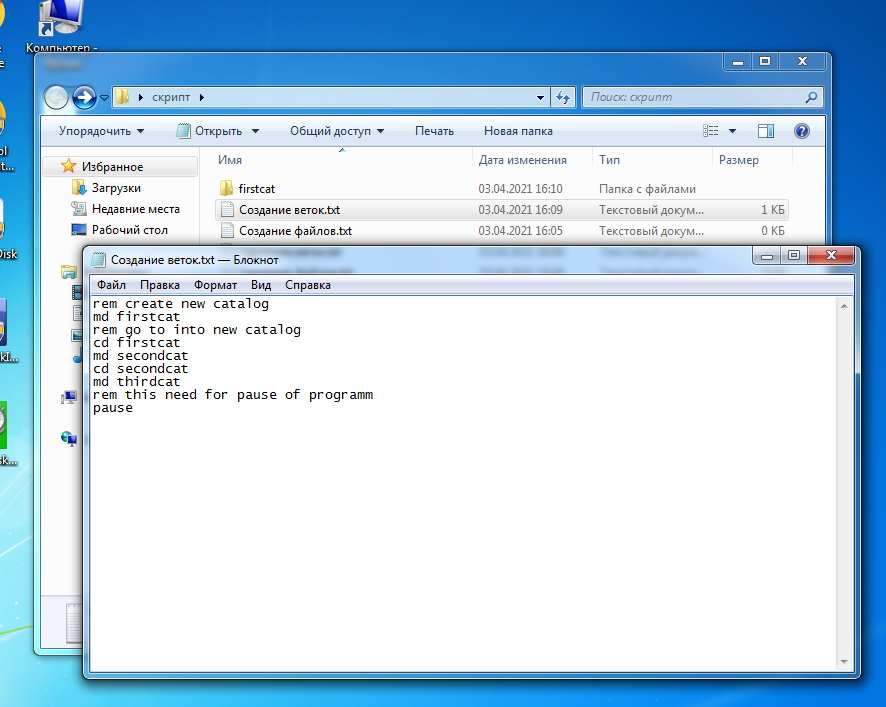 Компьютер -
скрипт
Поиск: скрипт
Упорядочить Открыть Общий доступ Печать Новая папка
Имя Дата изменения Тип Размер
Избранное
firstcat 03.04.2021 16:10 Папка с файлами
Загрузки
Создание веток.txt 03.04.2021 16:09 Текстовый докум... 1 КБ
Недавние места
Создание файлов.txt 03.04.2021 16:05 Текстовый докум... 0 КБ
Рабочий стол
Создание веток.txt — Блокнот
Файл Правка Формат Вид Справка
rem create new catalog
md firstcat
rem go to into new catalog
cd firstcat
md secondcat
cd secondcat
md thirdcat
rem this need for pause of programm
pause